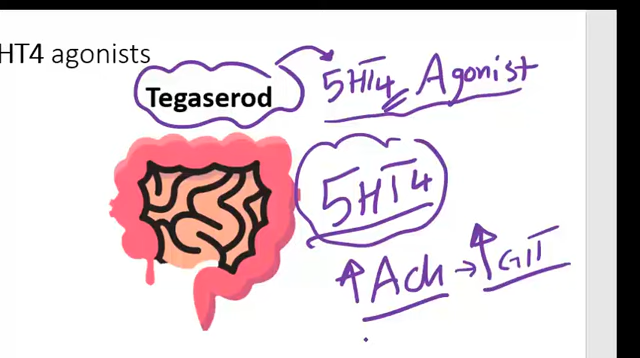 HT4 agonists
Tegaserod
5HT4 Agonist
5HT4
↑ Ach → ↑ GIT